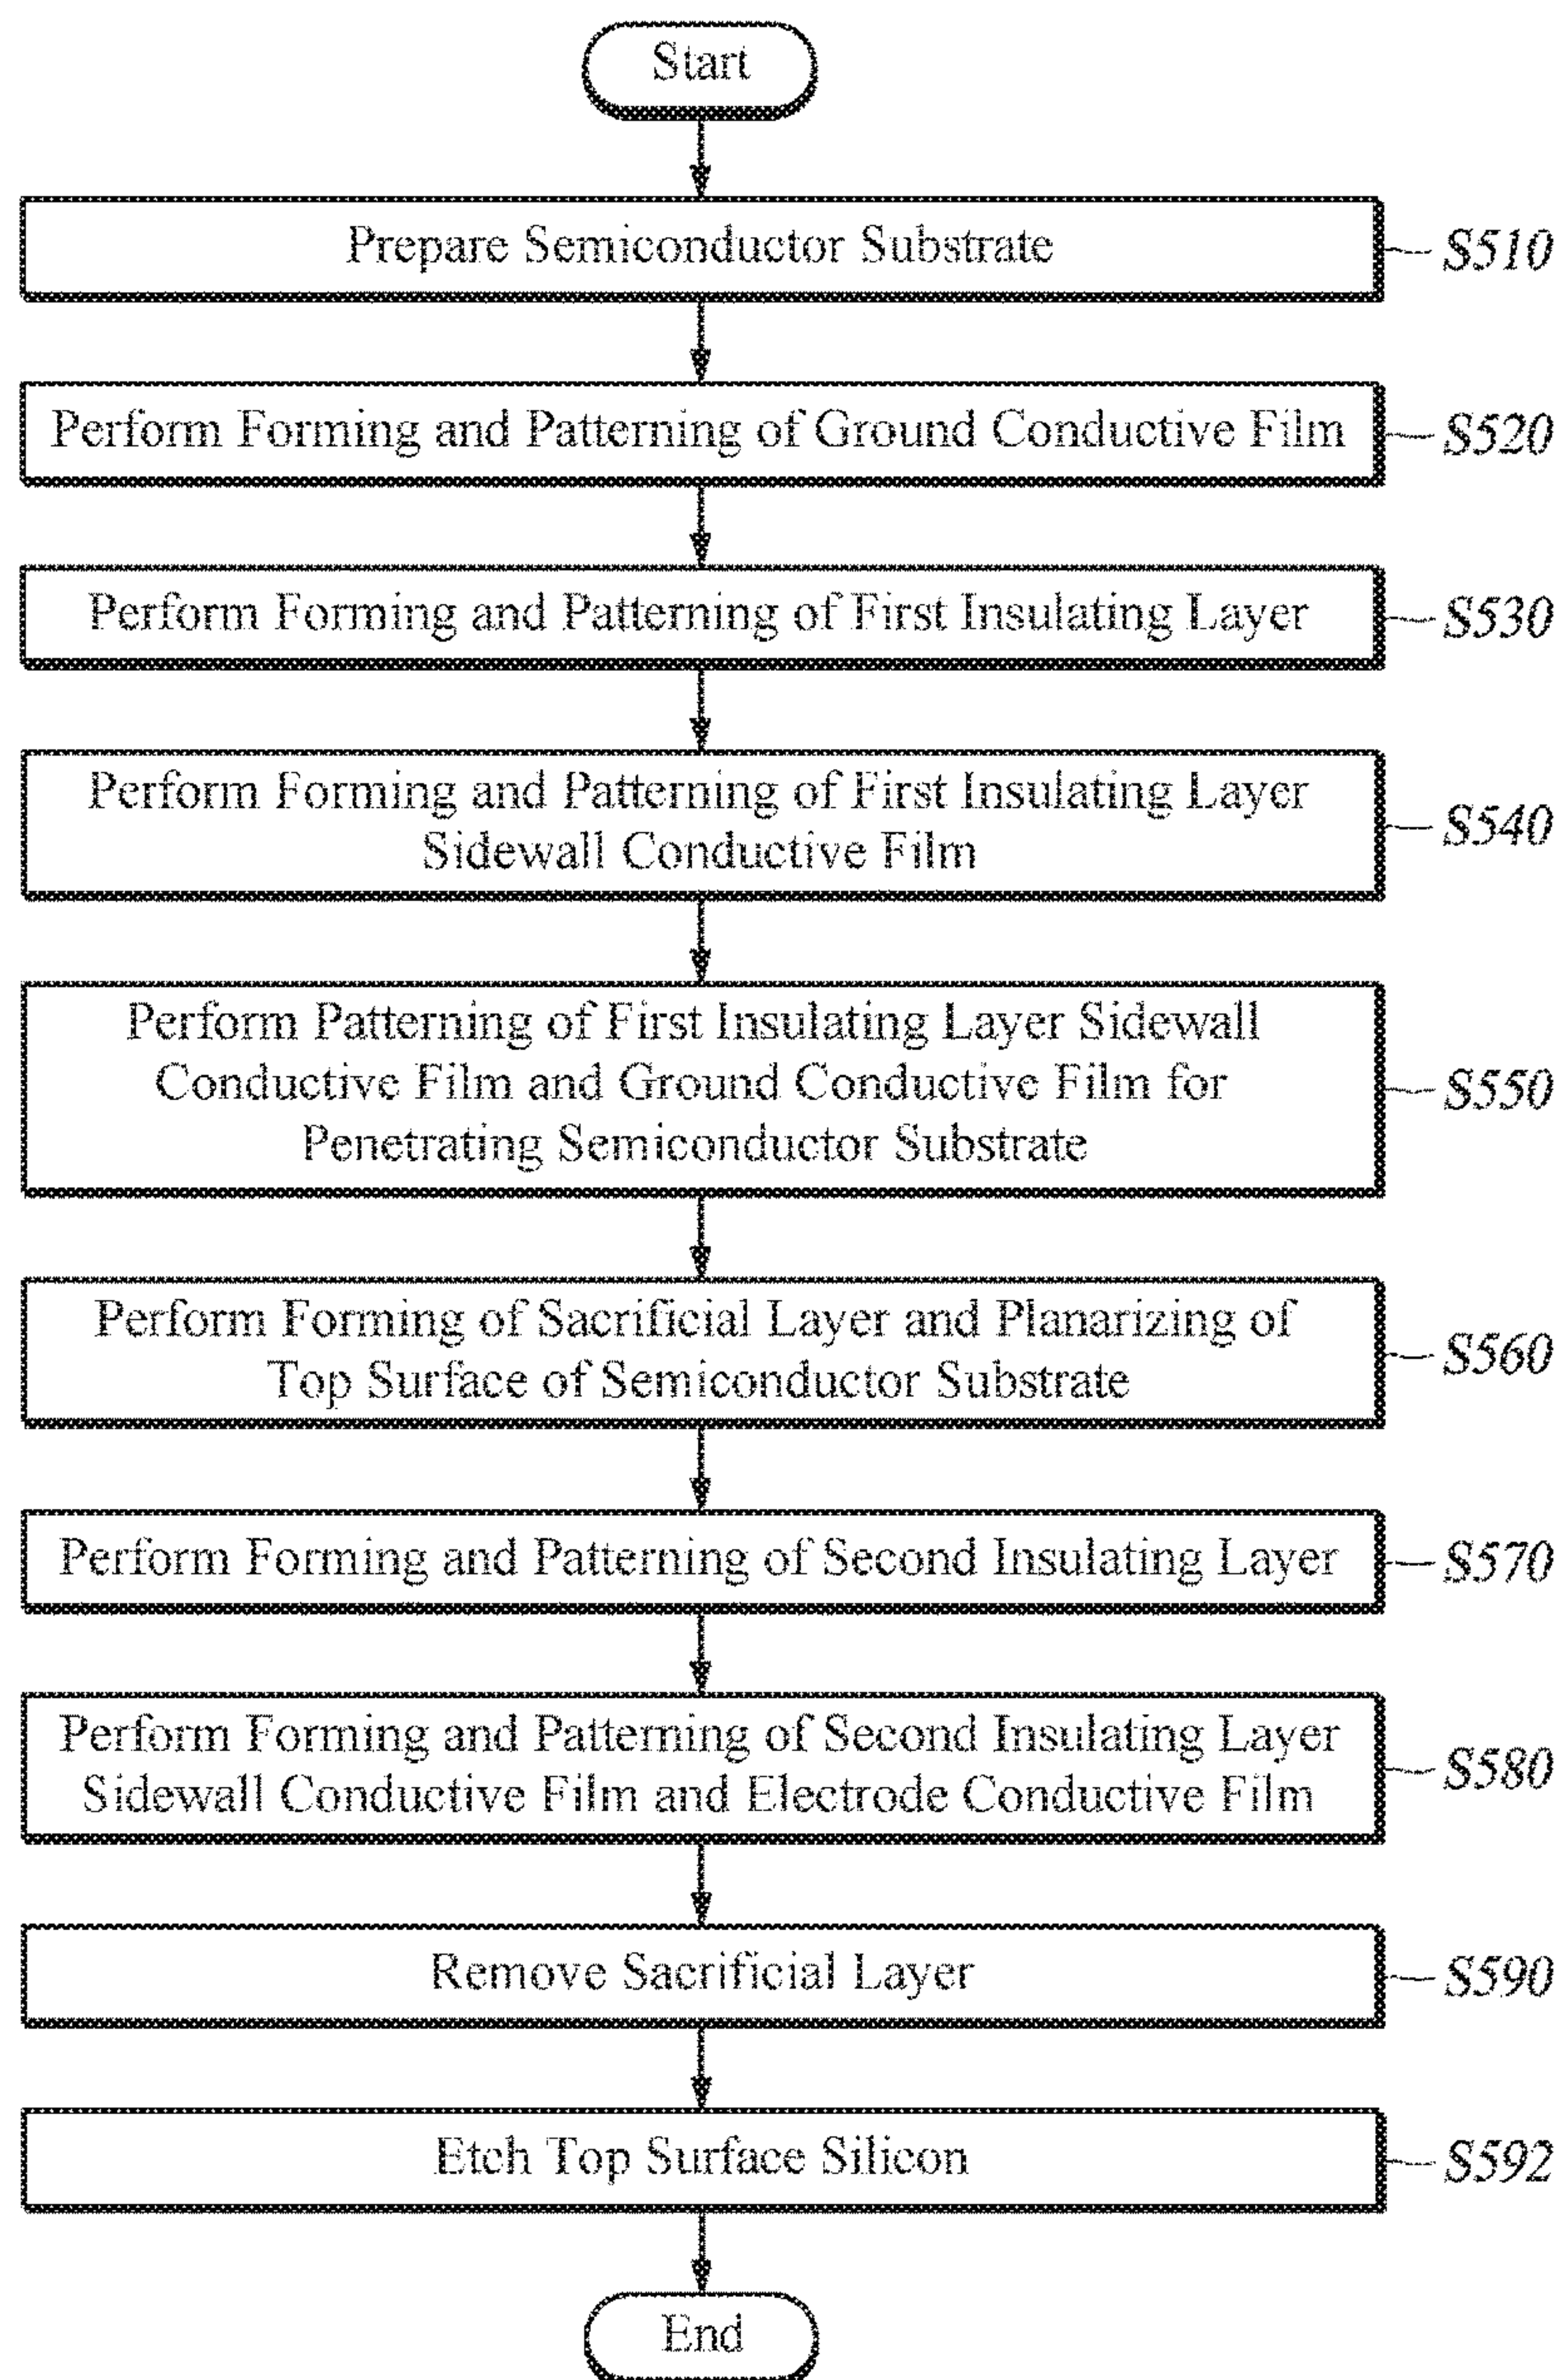 Start
Prepare Semiconductor Substrate
S510
Perform Forming and Patterning of Ground Conductive Film
S520
Perform Forming and Patterning of First Insulating Layer
S530
Perform Forming and Patterning of First Insulating Layer
Sidewall Conductive Film
S540
Perform Patterning of First Insulating Layer Sidewall
Conductive Film and Ground Conductive Film for
Penetrating Semiconductor Substrate
S550
Perform Forming of Sacrificial Layer and Planarizing of
Top Surface of Semiconductor Substrate
S560
Perform Forming and Patterning of Second Insulating Layer
S570
Perform Forming and Patterning of Second Insulating Layer
Sidewall Conductive Film and Electrode Conductive Film
S580
Remove Sacrificial Layer
S590
Etch Top Surface Silicon
S592
End